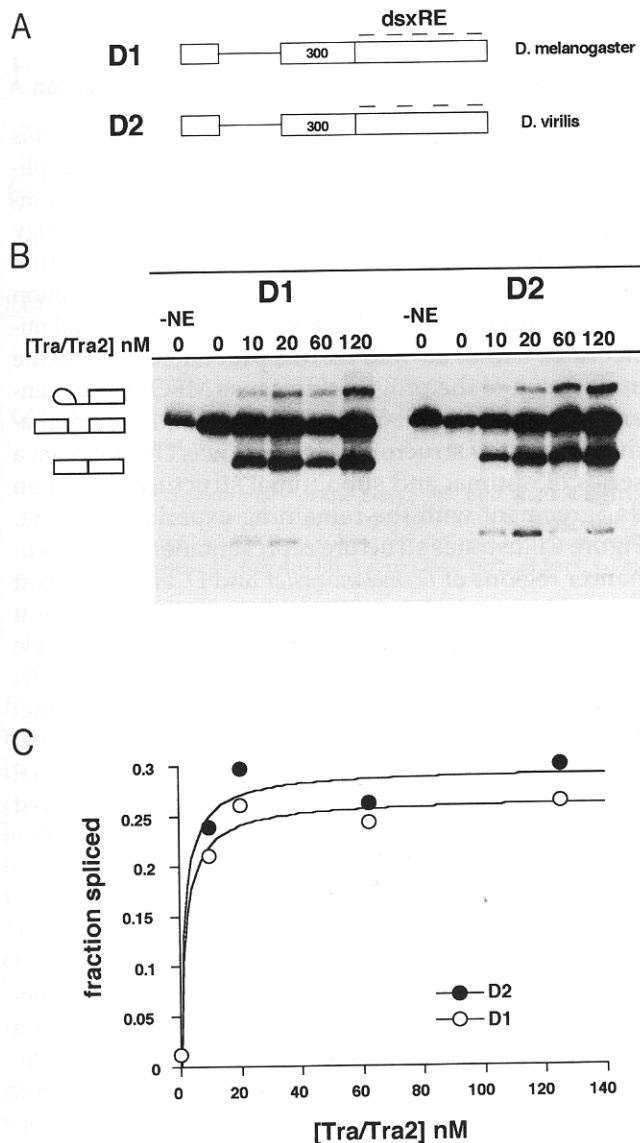 A
dsxRE
D1 300 D. melanogaster
D2 300 D. virilis
B
D1 D2
-NE -NE
[Tra/Tra2] nM 0 0 10 20 60 120 0 0 10 20 60 120
C
0.3
0.25
0.2
0.15
0.1
0.05
0
fraction spliced
D2
D1
0 20 40 60 80 100 120 140
[Tra/Tra2] nM